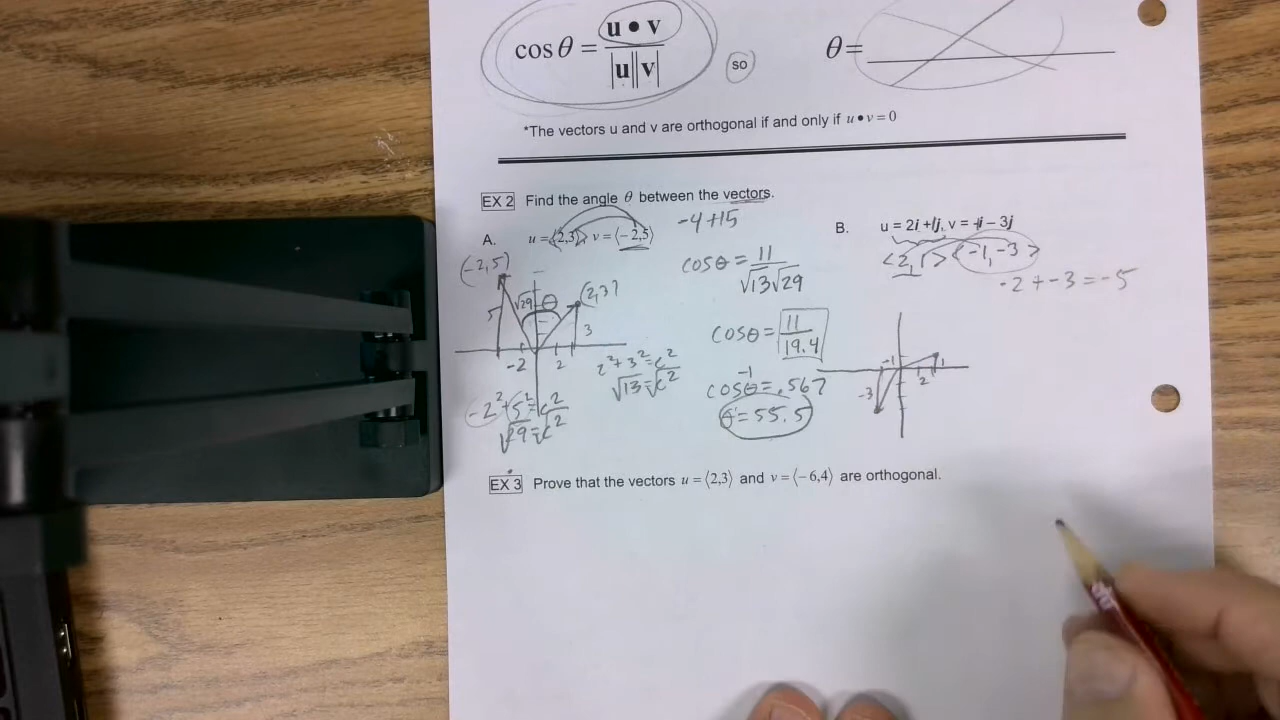 cosθ = u • v / |u||v|
so
θ=
*The vectors u and v are orthogonal if and only if u • v = 0
EX 2 Find the angle θ between the vectors.
A. u = ⟨2,3⟩, v = ⟨−2,5⟩
-4+15
cosθ = 11 / √13 √29
cosθ = 11 / 19.4
cosθ⁻¹ = .567
θ = 55.5
(-2,5)
5
√29
θ
(2,3)
3
-2
2
2²+3²=c²
√13=√c²
-2²+5²=c²
√29=√c²
B. u = 2i + 1j, v = -i − 3j
<2,1> <-1,-3>
-2+-3=-5
-1
1
2
-3
EX 3 Prove that the vectors u = ⟨2,3⟩ and v = ⟨−6,4⟩ are orthogonal.